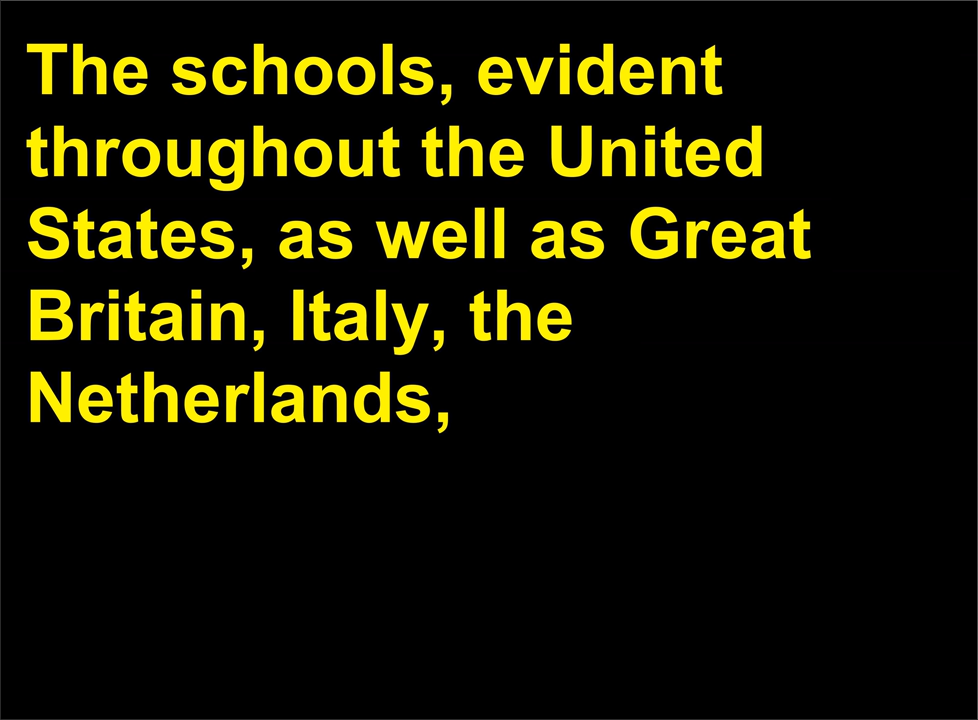 The schools, evident
throughout the United
States, as well as Great
Britain, Italy, the
Netherlands,